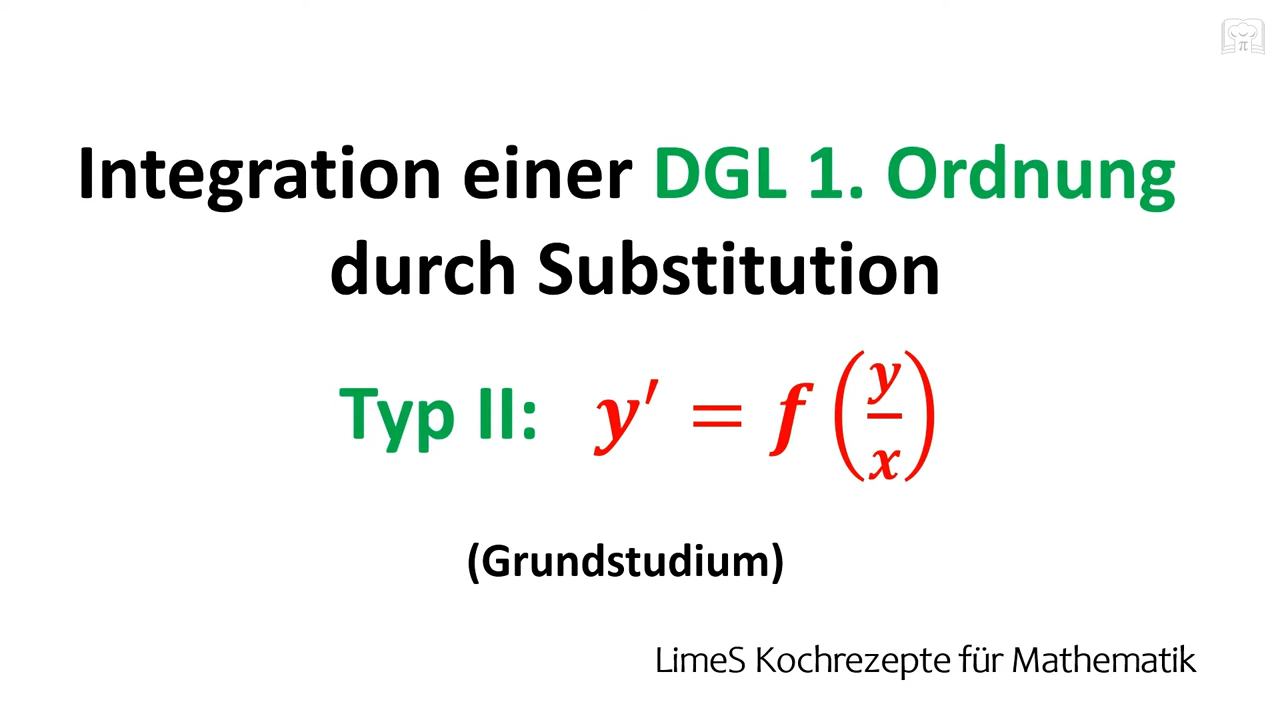 Integration einer DGL 1. Ordnung
durch Substitution
Typ II: y′ = f(y/x)
(Grundstudium)
LimeS Kochrezepte für Mathematik
π